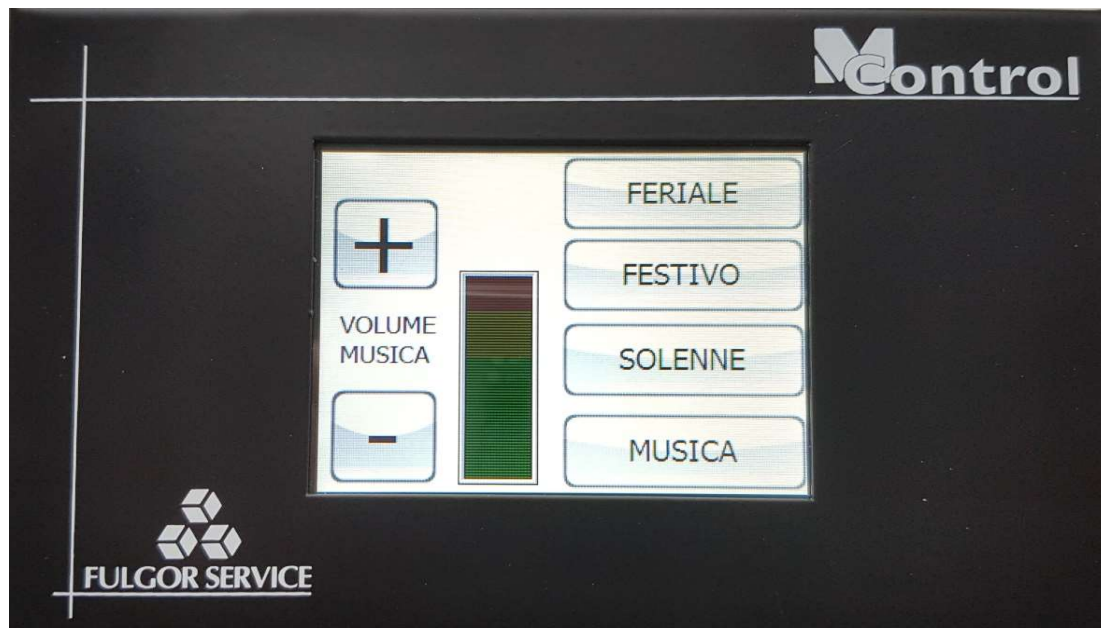 MControl
+
VOLUME
MUSICA
-
FERIALE
FESTIVO
SOLENNE
MUSICA
FULGOR SERVICE